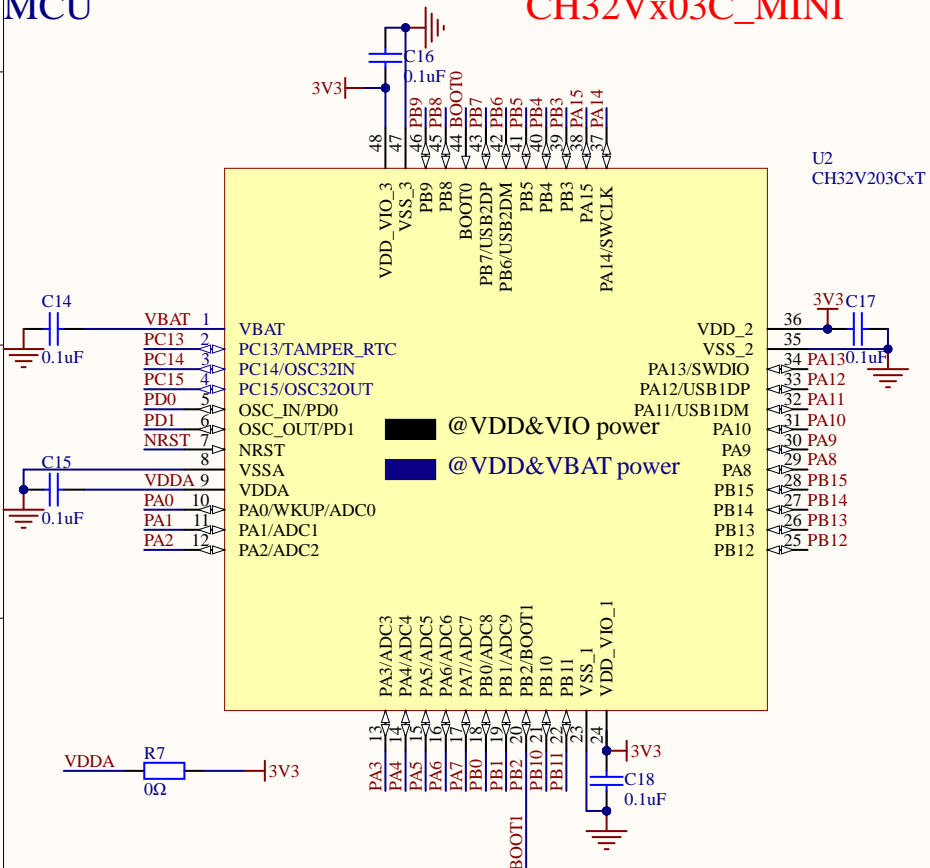 MCU
CH32Vx03C_MINI
C16
0.1uF
3V3
PB9
PB8
BOOT0
PB7
PB6
PB5
PB4
PB3
PA15
PA14
48
47
46
45
44
43
42
41
40
39
38
37
U2
CH32V203CxT
VDD_VIO_3
VSS_3
PB9
PB8
BOOT0
PB7/USB2DP
PB6/USB2DM
PB5
PB4
PB3
PA15
PA14/SWCLK
C14
0.1uF
VBAT 1 VBAT
PC13 2 PC13/TAMPER_RTC
PC14 3 PC14/OSC32IN
PC15 4 PC15/OSC32OUT
PD0 5 OSC_IN/PD0
PD1 6 OSC_OUT/PD1
NRST 7 NRST
8 VSSA
VDDA 9 VDDA
PA0 10 PA0/WKUP/ADC0
PA1 11 PA1/ADC1
PA2 12 PA2/ADC2
C15
0.1uF
@VDD&VIO power
@VDD&VBAT power
3V3 C17
0.1uF
VDD_2 36
VSS_2 35
PA13/SWDIO 34 PA13
PA12/USB1DP 33 PA12
PA11/USB1DM 32 PA11
PA10 31 PA10
PA9 30 PA9
PA8 29 PA8
PB15 28 PB15
PB14 27 PB14
PB13 26 PB13
PB12 25 PB12
PA3/ADC3
PA4/ADC4
PA5/ADC5
PA6/ADC6
PA7/ADC7
PB0/ADC8
PB1/ADC9
PB2/BOOT1
PB10
PB11
VSS_1
VDD_VIO_1
13
14
15
16
17
18
19
20
21
22
23
24
PA3
PA4
PA5
PA6
PA7
PB0
PB1
PB2
PB10
PB11
BOOT1
3V3
C18
0.1uF
VDDA
R7
0Ω
3V3